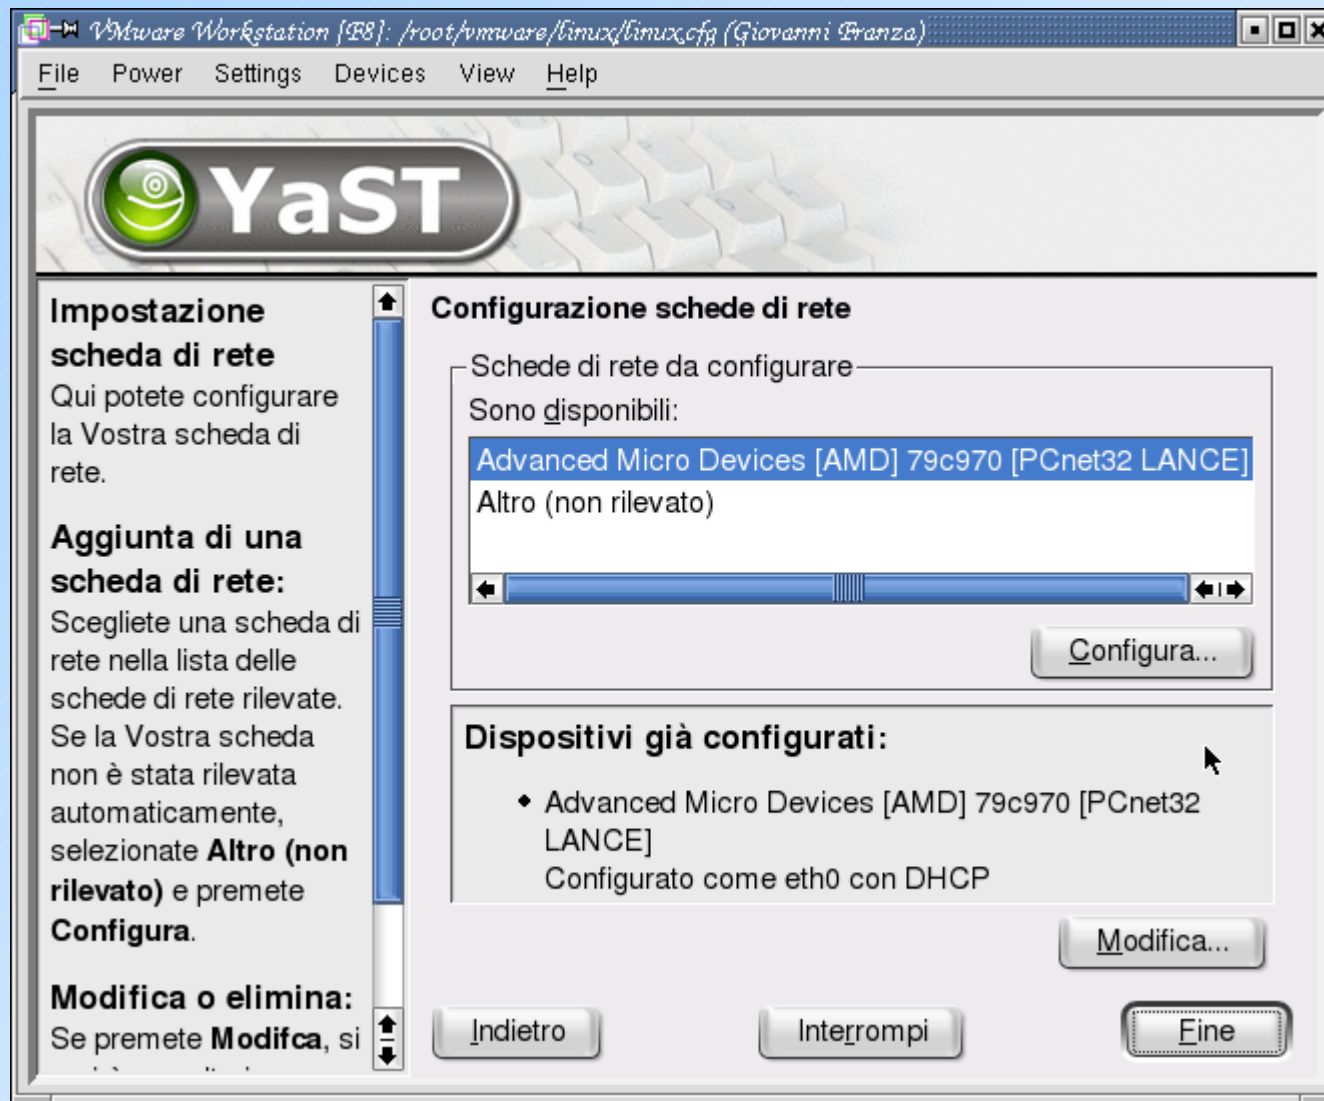 VMware Workstation [F8]: /root/vmware/linux/linux.cfg (Giovanni Franza)
File Power Settings Devices View Help
YaST
Impostazione
scheda di rete
Qui potete configurare
la Vostra scheda di
rete.
Aggiunta di una
scheda di rete:
Scegliete una scheda di
rete nella lista delle
schede di rete rilevate.
Se la Vostra scheda
non è stata rilevata
automaticamente,
selezionate Altro (non
rilevato) e premete
Configura.
Modifica o elimina:
Se premete Modifca, si
Configurazione schede di rete
Schede di rete da configurare
Sono disponibili:
Advanced Micro Devices [AMD] 79c970 [PCnet32 LANCE]
Altro (non rilevato)
Configura...
Dispositivi già configurati:
Advanced Micro Devices [AMD] 79c970 [PCnet32
LANCE]
Configurato come eth0 con DHCP
Modifica...
Indietro Interrompi Fine